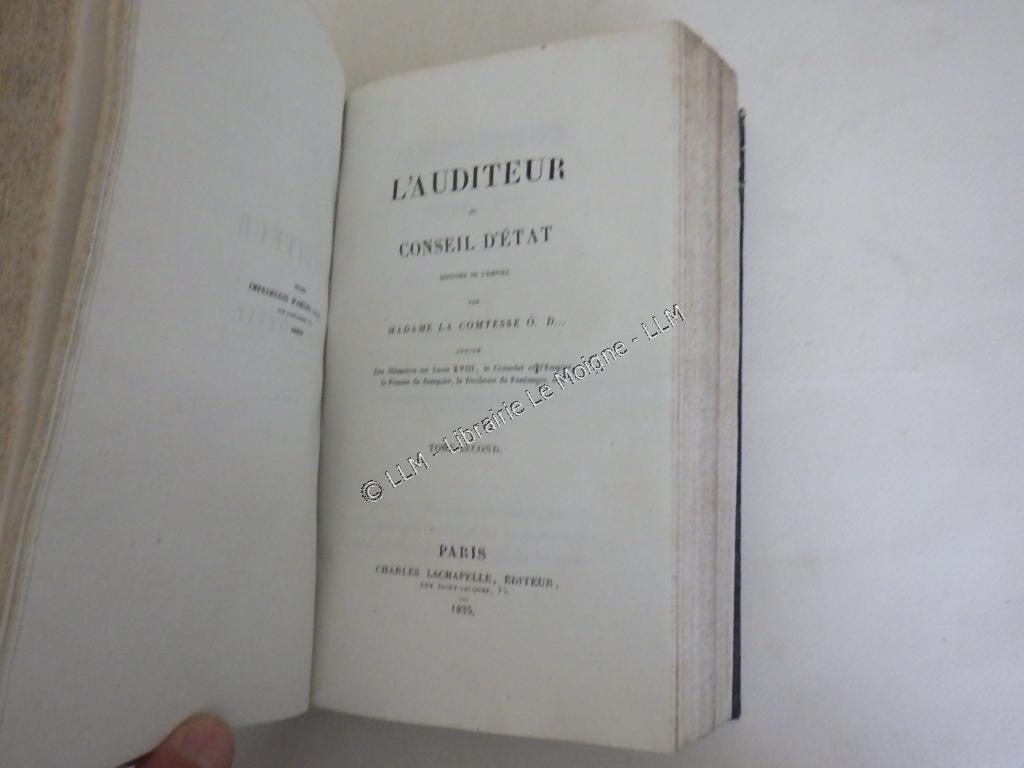 IMPRIMERIE
L'AUDITEUR
AU
CONSEIL D'ÉTAT
HISTOIRE DE L'EMPIRE
PAR
MADAME LA COMTESSE O. D...
AUTEUR
Des Mémoires sur Louis XVIII, le Consulat et l'Empire,
la Femme du Banquier, la Duchesse de Fontanges,
TOME SECOND.
PARIS
CHARLES LACHAPELLE, ÉDITEUR,
RUE SAINT-JACQUES, 75.
1835.
© LLM - Librairie Le Moigne - LLM